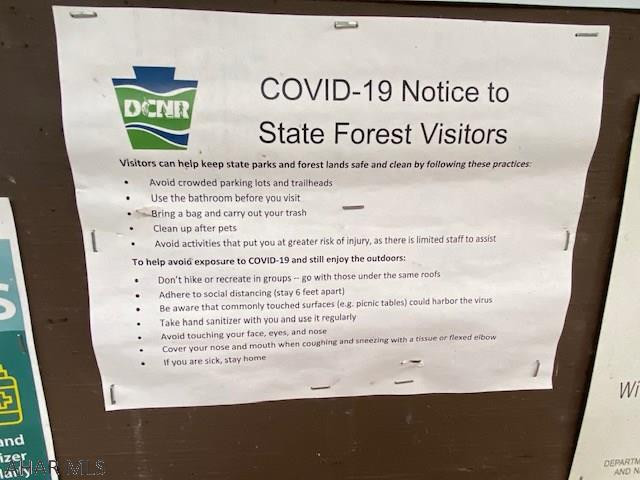 DCNR
COVID-19 Notice to
State Forest Visitors
Visitors can help keep state parks and forest lands safe and clean by following these practices:
• Avoid crowded parking lots and trailheads
• Use the bathroom before you visit
• Bring a bag and carry out your trash
• Clean up after pets
• Avoid activities that put you at greater risk of injury, as there is limited staff to assist
To help avoid exposure to COVID-19 and still enjoy the outdoors:
• Don't hike or recreate in groups -- go with those under the same roofs
• Adhere to social distancing (stay 6 feet apart)
• Be aware that commonly touched surfaces (e.g. picnic tables) could harbor the virus
• Take hand sanitizer with you and use it regularly
• Avoid touching your face, eyes, and nose
• Cover your nose and mouth when coughing and sneezing with a tissue or flexed elbow
• If you are sick, stay home
S
and
izer
Wi
DEPARTM
AND N
AHAR MLS